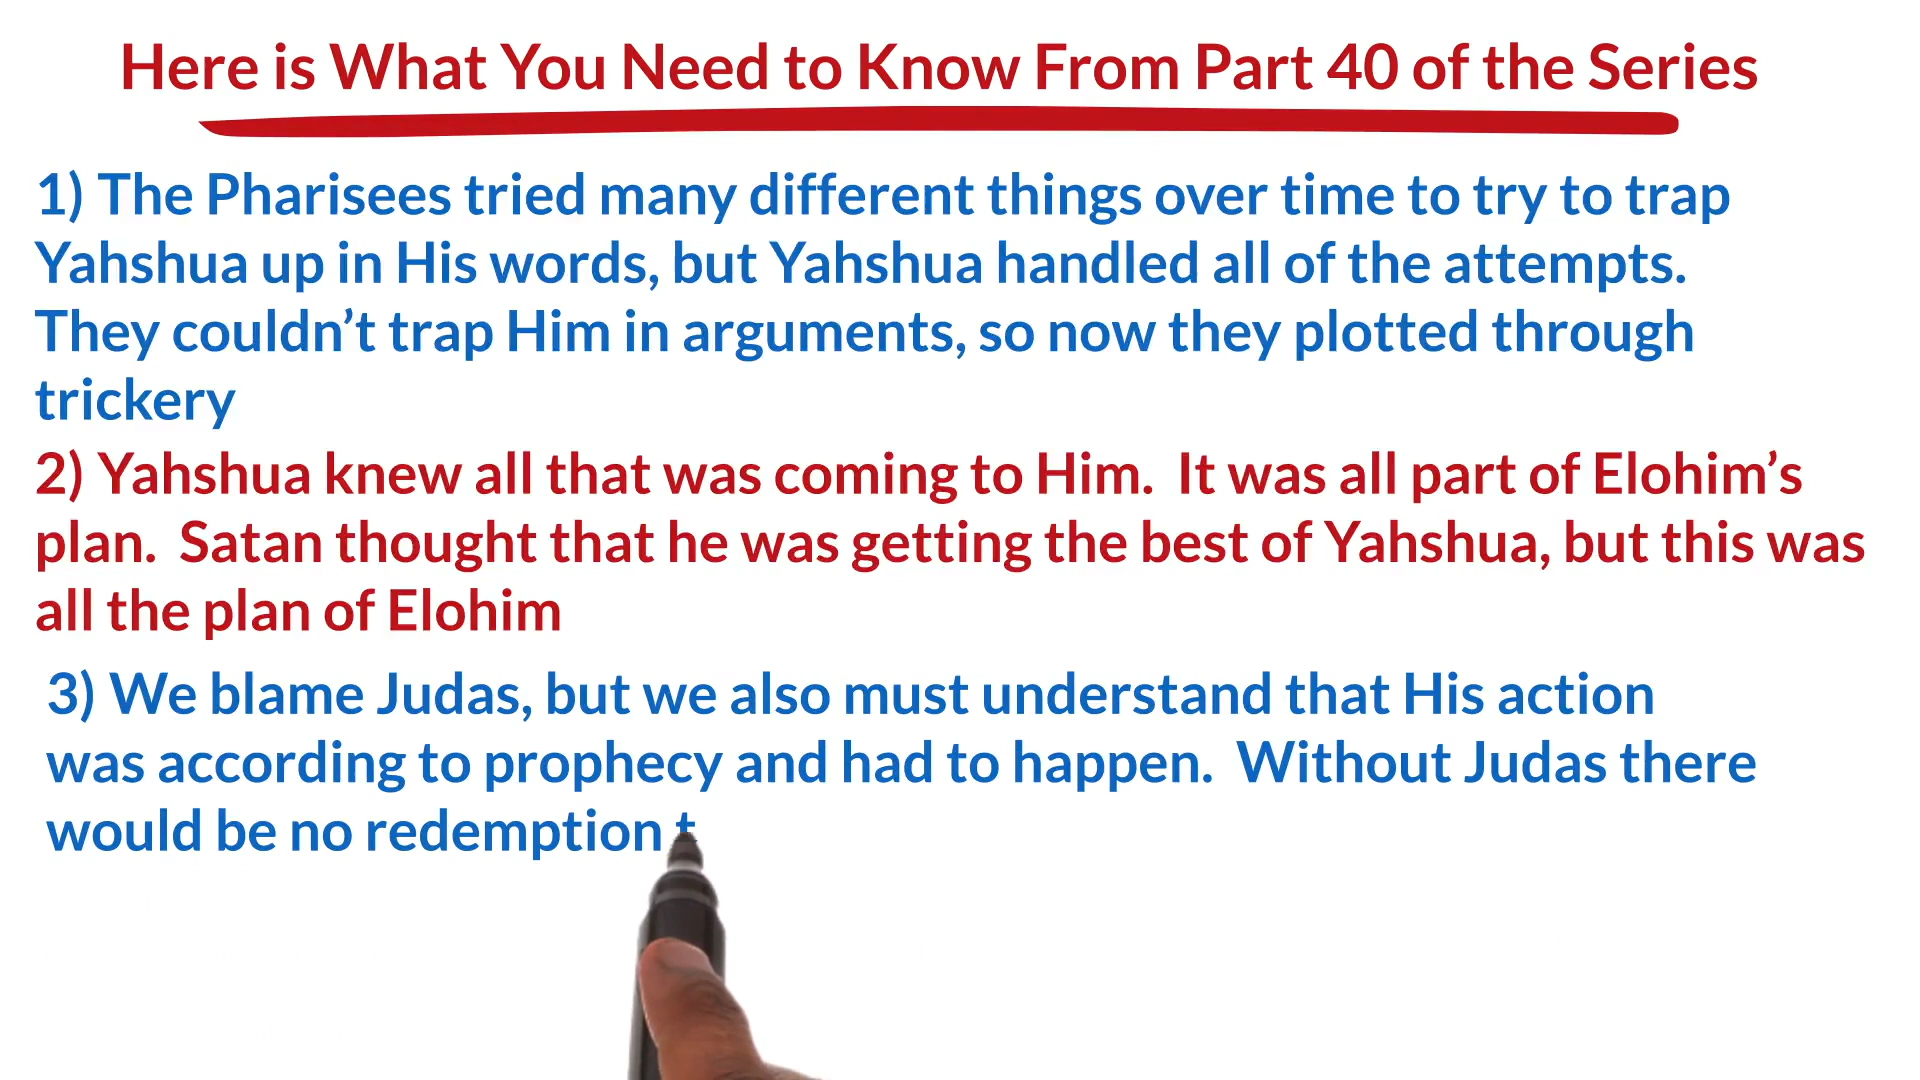 Here is What You Need to Know From Part 40 of the Series
1) The Pharisees tried many different things over time to try to trap
Yahshua up in His words, but Yahshua handled all of the attempts.
They couldn’t trap Him in arguments, so now they plotted through
trickery
2) Yahshua knew all that was coming to Him.  It was all part of Elohim’s
plan.  Satan thought that he was getting the best of Yahshua, but this was
all the plan of Elohim
3) We blame Judas, but we also must understand that His action
was according to prophecy and had to happen.  Without Judas there
would be no redemption t